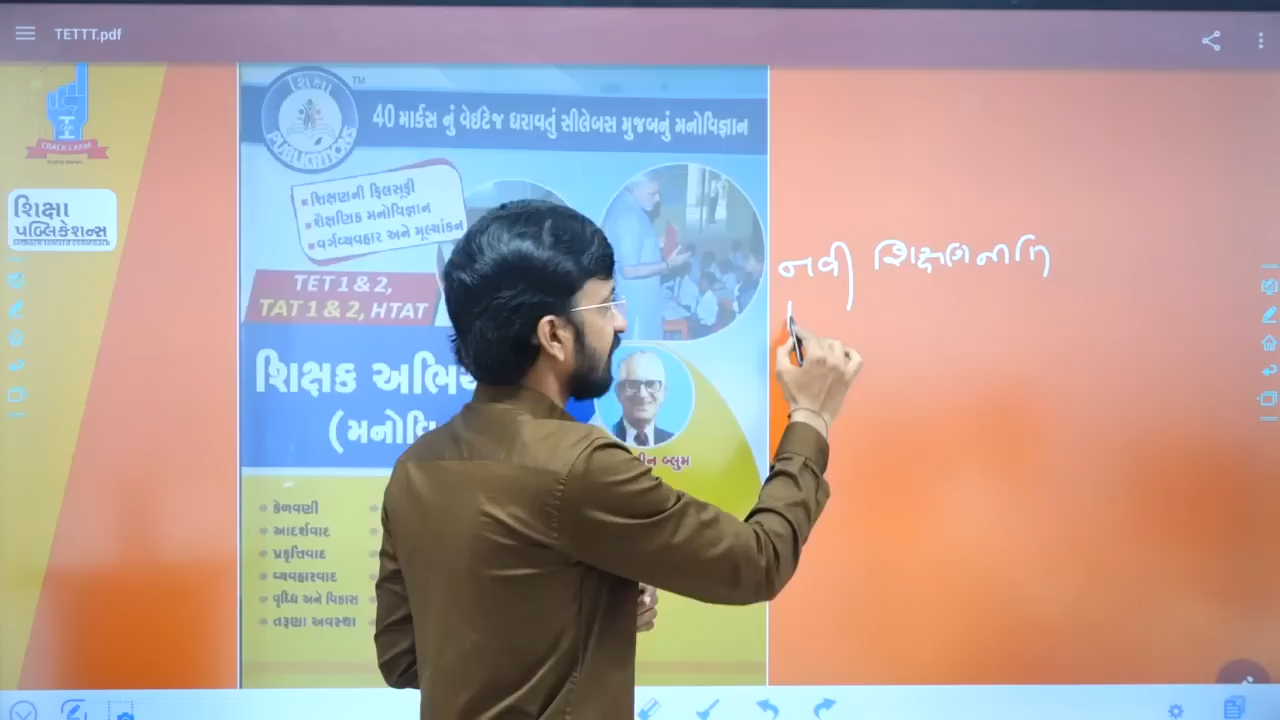 TETTT.pdf
શિક્ષા
PUBLICATIONS
TM
40 માર્કસ નું વેઈટેજ ધરાવતું સીલેબસ મુજબનું મનોવિજ્ઞાન
I CAN
CRACK EXAM
શિક્ષા
પબ્લિકેશન્સ
શિક્ષણની ફિલસૂફી
શૈક્ષણિક મનોવિજ્ઞાન
વર્ગવ્યવહાર અને મૂલ્યાંકન
TET 1 & 2,
TAT 1 & 2, HTAT
નવી શિક્ષણનીતિ
શિક્ષક
બ્લુમ
કેળવણી
આદર્શવાદ
પ્રકૃત્તિવાદ
વ્યવહારવાદ
વૃધ્ધિ અને વિકાસ
તરૂણા અવસ્થા